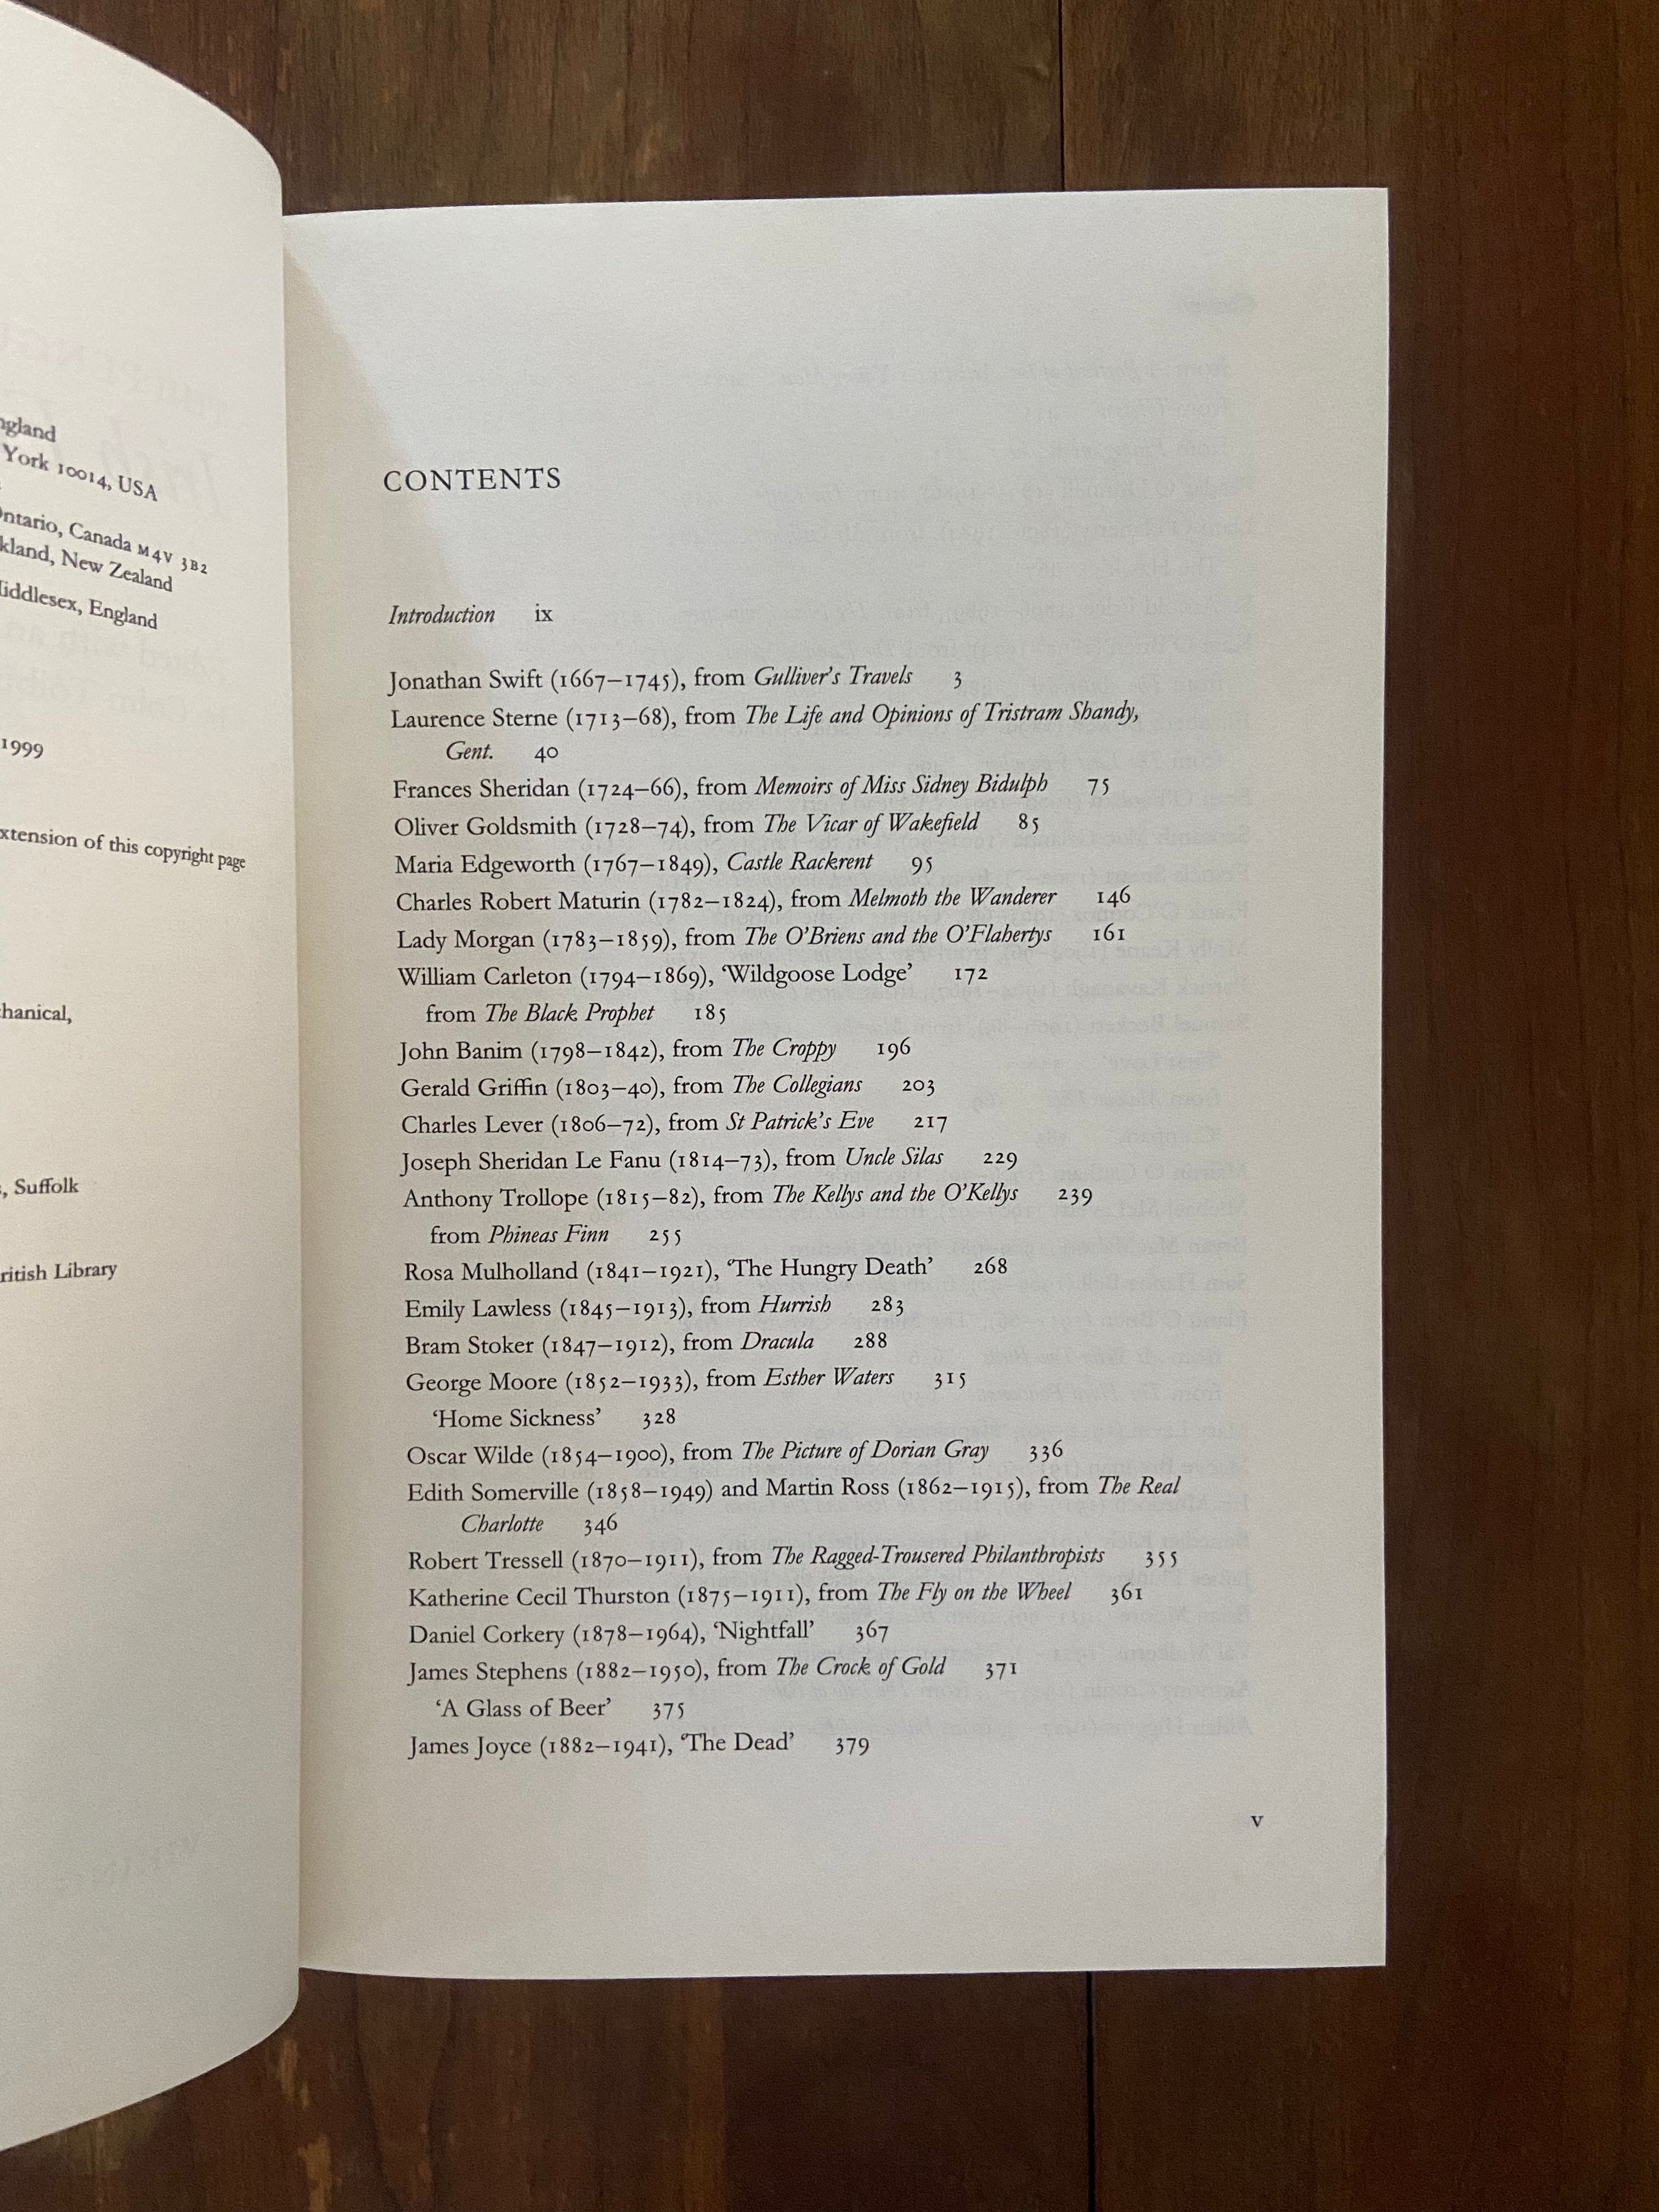 ngland
York 10014, USA
Ontario, Canada M4V 3B2
kland, New Zealand
iddlesex, England
1999
xtension of this copyright page
hanical,
, Suffolk
ritish Library
CONTENTS
Introduction ix
Jonathan Swift (1667–1745), from Gulliver's Travels 3
Laurence Sterne (1713–68), from The Life and Opinions of Tristram Shandy,
Gent. 40
Frances Sheridan (1724–66), from Memoirs of Miss Sidney Bidulph 75
Oliver Goldsmith (1728–74), from The Vicar of Wakefield 85
Maria Edgeworth (1767–1849), Castle Rackrent 95
Charles Robert Maturin (1782–1824), from Melmoth the Wanderer 146
Lady Morgan (1783–1859), from The O'Briens and the O'Flahertys 161
William Carleton (1794–1869), ‘Wildgoose Lodge’ 172
from The Black Prophet 185
John Banim (1798–1842), from The Croppy 196
Gerald Griffin (1803–40), from The Collegians 203
Charles Lever (1806–72), from St Patrick's Eve 217
Joseph Sheridan Le Fanu (1814–73), from Uncle Silas 229
Anthony Trollope (1815–82), from The Kellys and the O'Kellys 239
from Phineas Finn 255
Rosa Mulholland (1841–1921), ‘The Hungry Death’ 268
Emily Lawless (1845–1913), from Hurrish 283
Bram Stoker (1847–1912), from Dracula 288
George Moore (1852–1933), from Esther Waters 315
‘Home Sickness’ 328
Oscar Wilde (1854–1900), from The Picture of Dorian Gray 336
Edith Somerville (1858–1949) and Martin Ross (1862–1915), from The Real
Charlotte 346
Robert Tressell (1870–1911), from The Ragged-Trousered Philanthropists 355
Katherine Cecil Thurston (1875–1911), from The Fly on the Wheel 361
Daniel Corkery (1878–1964), ‘Nightfall’ 367
James Stephens (1882–1950), from The Crock of Gold 371
‘A Glass of Beer’ 375
James Joyce (1882–1941), ‘The Dead’ 379
v